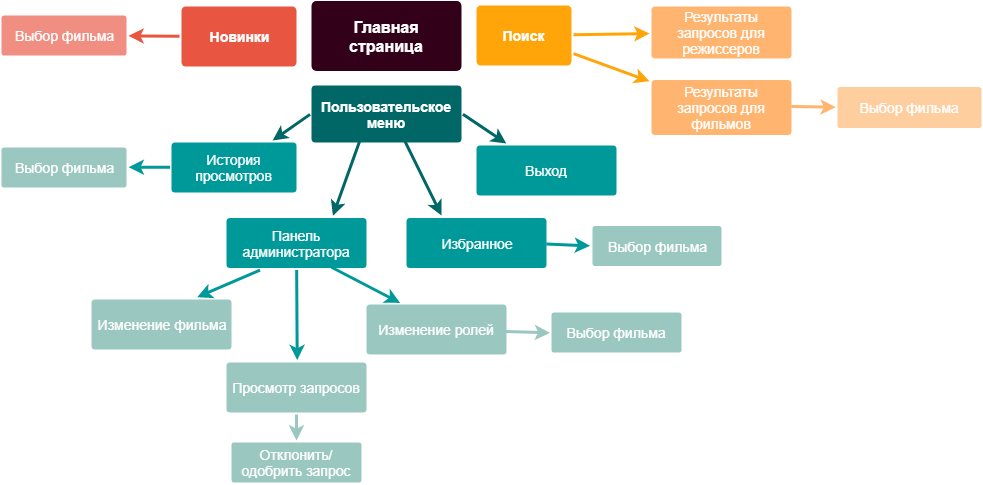 Выбор фильма
Новинки
Главная
страница
Поиск
Результаты
запросов для
режиссеров
Результаты
запросов для
фильмов
Выбор фильма
Пользовательское
меню
Выбор фильма
История
просмотров
Выход
Панель
администратора
Избранное
Выбор фильма
Изменение фильма
Изменение ролей
Выбор фильма
Просмотр запросов
Отклонить/
одобрить запрос